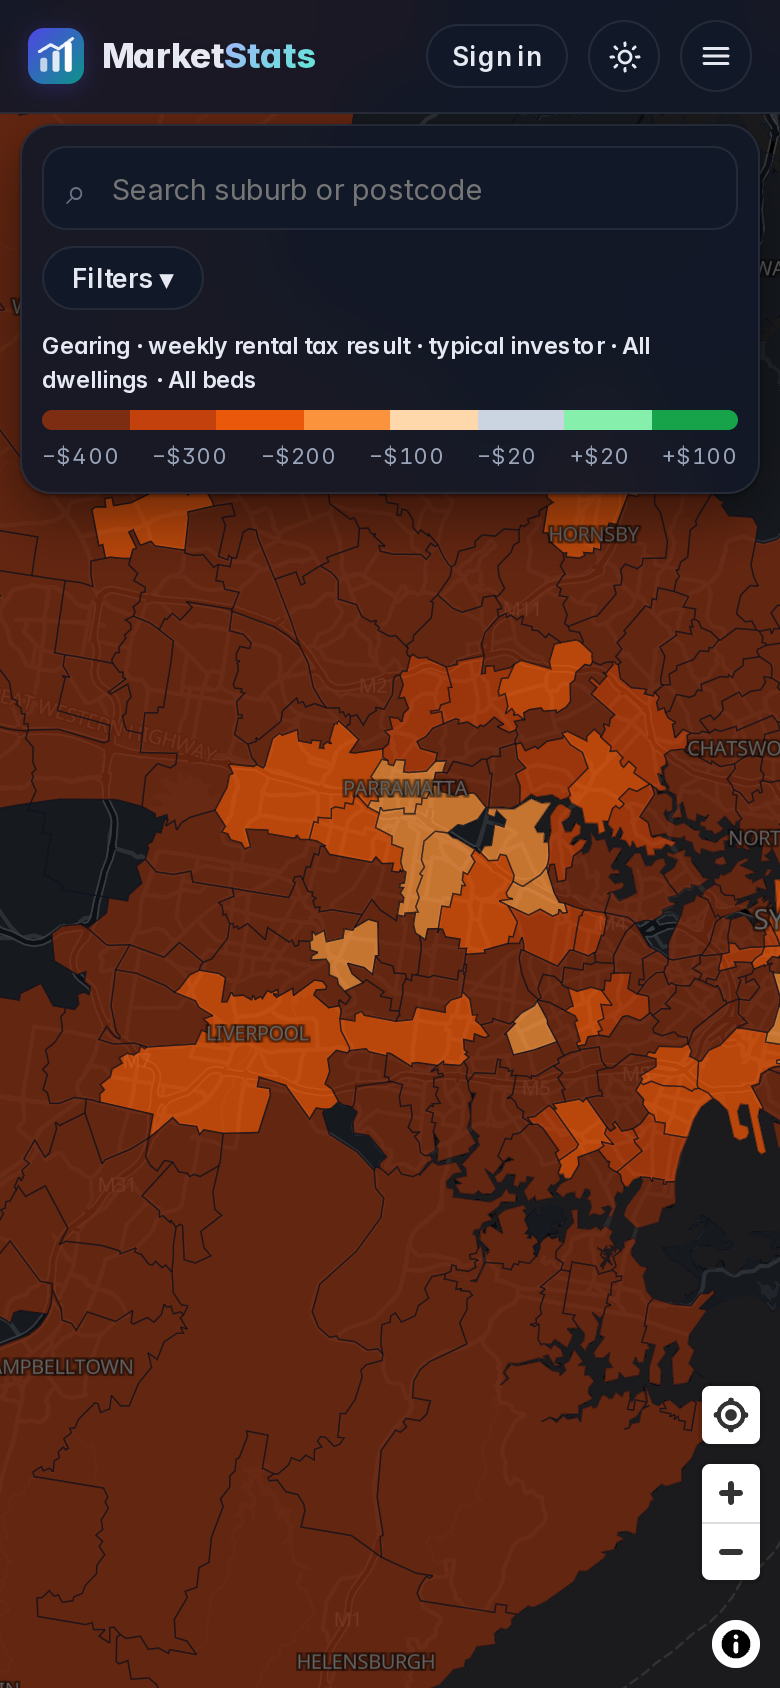 MarketStats
Sign in
Search suburb or postcode
Filters ▾
Gearing · weekly rental tax result · typical investor · All
dwellings · All beds
−$400 −$300 −$200 −$100 −$20 +$20 +$100
HORNSBY
M11
M2
WESTERN HIGHWAY
CHATSWO
PARRAMATTA
NORT
SY
M4
LIVERPOOL
M7
M5
M31
AMPBELLTOWN
M1
HELENSBURGH